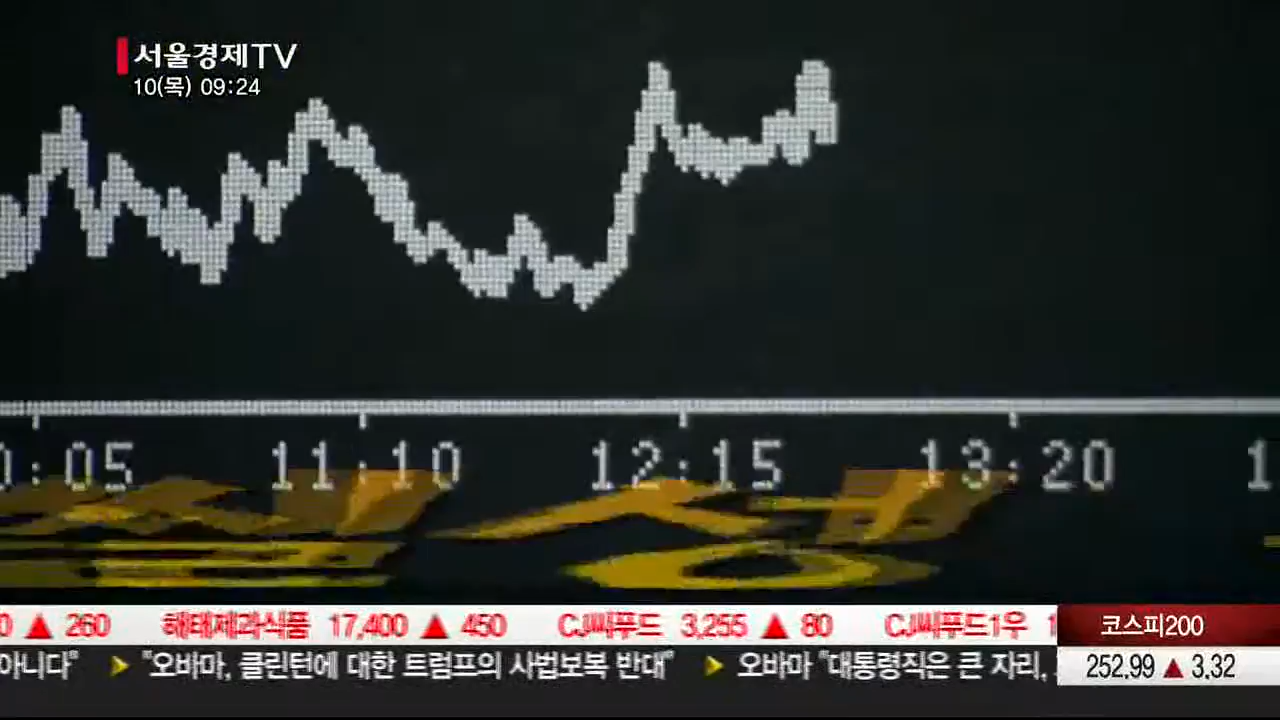 서울경제TV
10(목) 09:24
:05 11:10 12:15 13:20 1
0 ▲ 260 해태제과식품 17,400 ▲ 450 CJ씨푸드 3,255 ▲ 80 CJ씨푸드1우 1
코스피200
아니다" "오바마, 클린턴에 대한 트럼프의 사법보복 반대" 오바마 "대통령직은 큰 자리,
252.99 ▲ 3.32